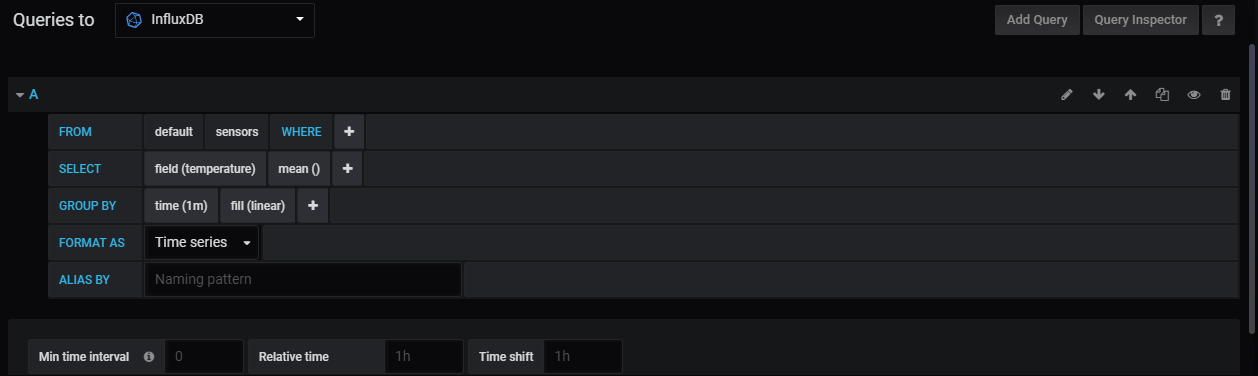 Queries to InfluxDB Add Query Query Inspector ?
A
FROM default sensors WHERE +
SELECT field (temperature) mean () +
GROUP BY time (1m) fill (linear) +
FORMAT AS Time series
ALIAS BY Naming pattern
Min time interval 0 Relative time 1h Time shift 1h